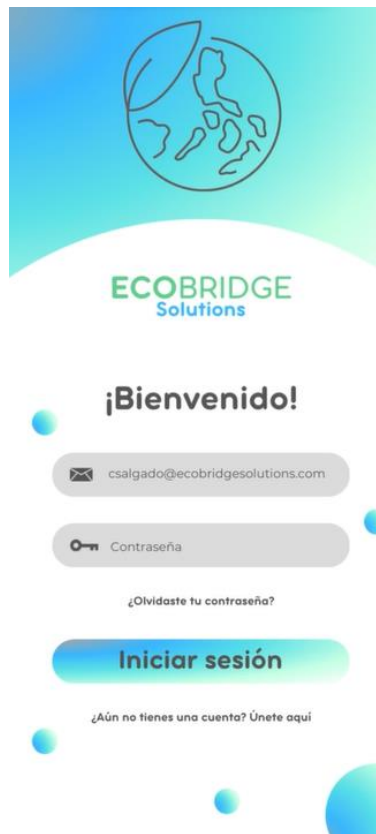 ECOBRIDGE
Solutions
¡Bienvenido!
csalgado@ecobridgesolutions.com
Contraseña
¿Olvidaste tu contraseña?
Iniciar sesión
¿Aún no tienes una cuenta? Únete aquí